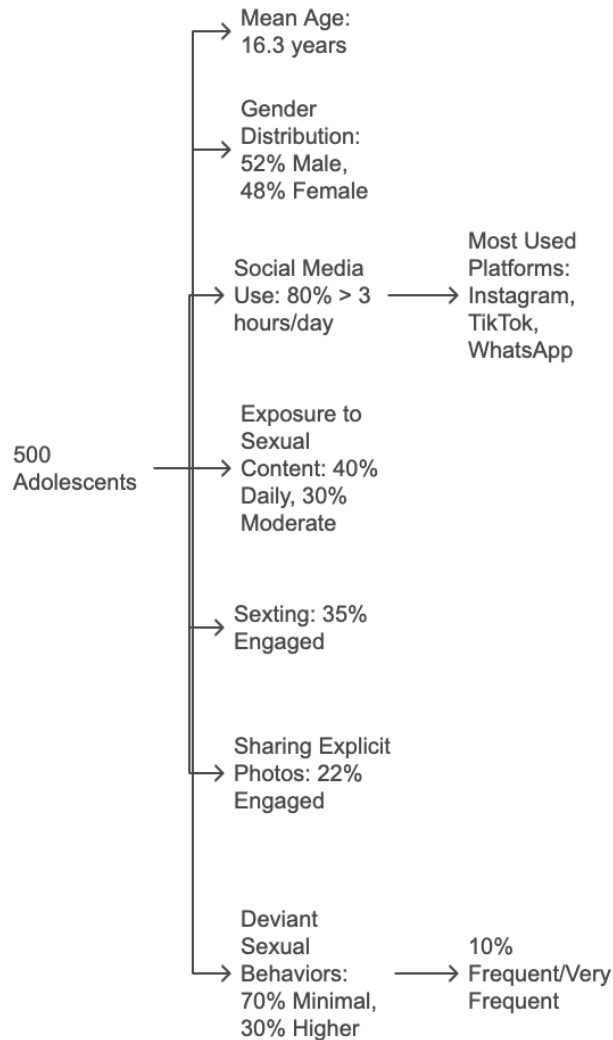 Mean Age:
16.3 years
Gender
Distribution:
52% Male,
48% Female
Social Media
Use: 80% > 3
hours/day
Most Used
Platforms:
Instagram,
TikTok,
WhatsApp
500
Adolescents
Exposure to
Sexual
Content: 40%
Daily, 30%
Moderate
Sexting: 35%
Engaged
Sharing Explicit
Photos: 22%
Engaged
Deviant
Sexual
Behaviors:
70% Minimal,
30% Higher
10%
Frequent/Very
Frequent